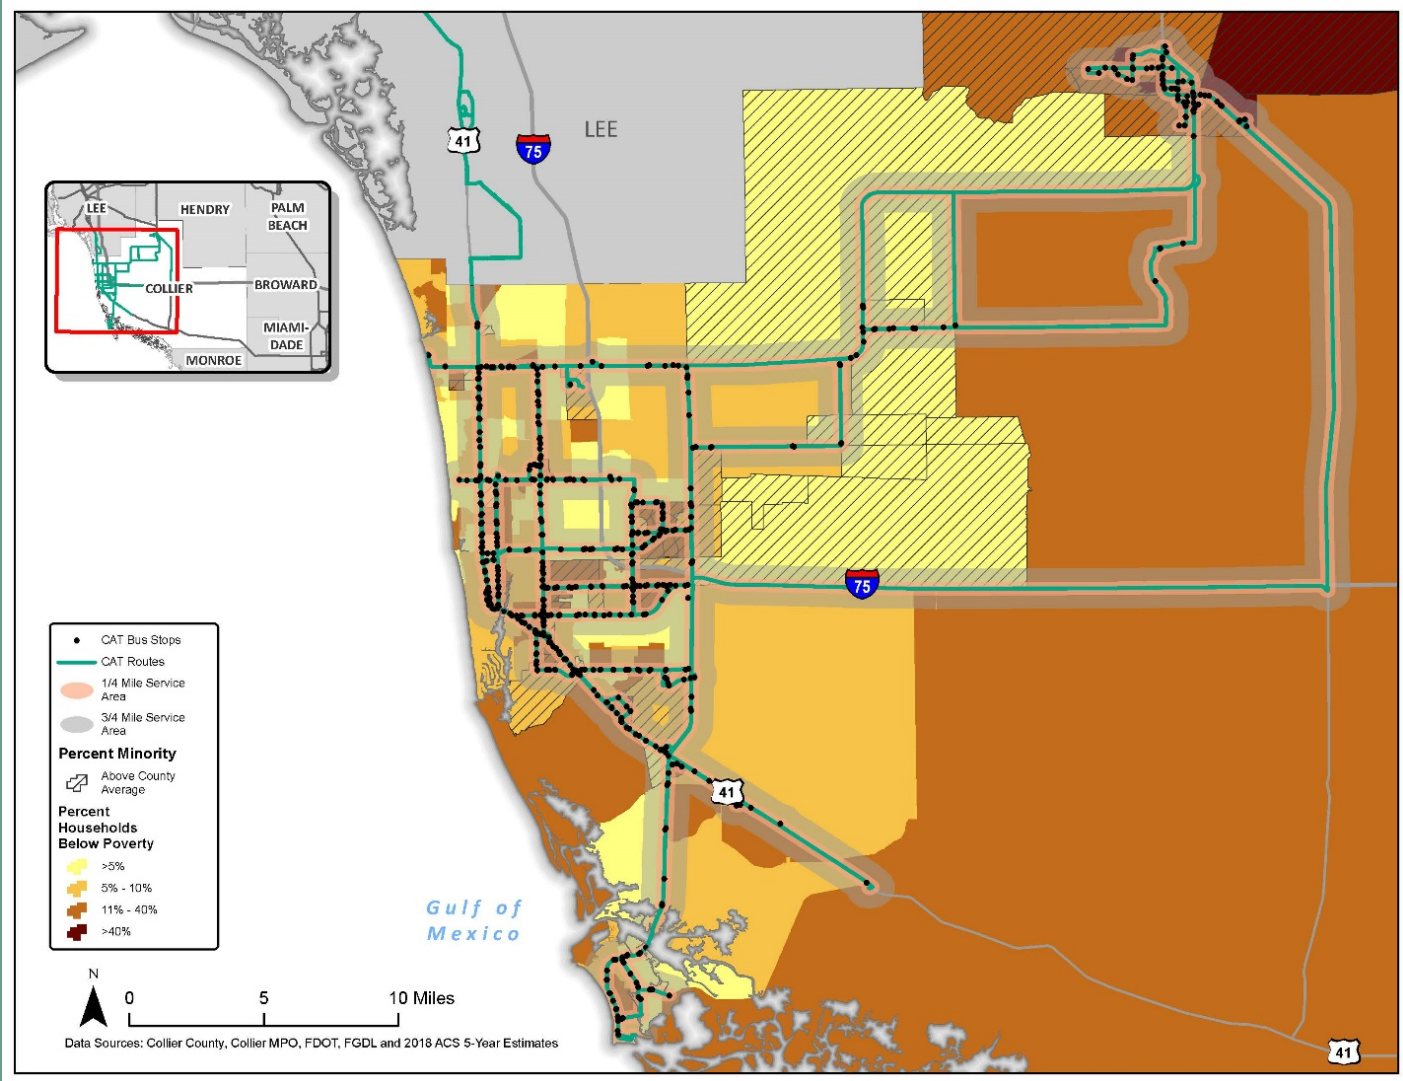 41
75
LEE
LEE
HENDRY
PALM
BEACH
COLLIER
BROWARD
MIAMI-
DADE
MONROE
75
CAT Bus Stops
CAT Routes
1/4 Mile Service
Area
3/4 Mile Service
Area
Percent Minority
Above County
Average
Percent
Households
Below Poverty
>5%
5% - 10%
11% - 40%
>40%
41
Gulf of
Mexico
N
0 5 10 Miles
Data Sources: Collier County, Collier MPO, FDOT, FGDL and 2018 ACS 5-Year Estimates
41